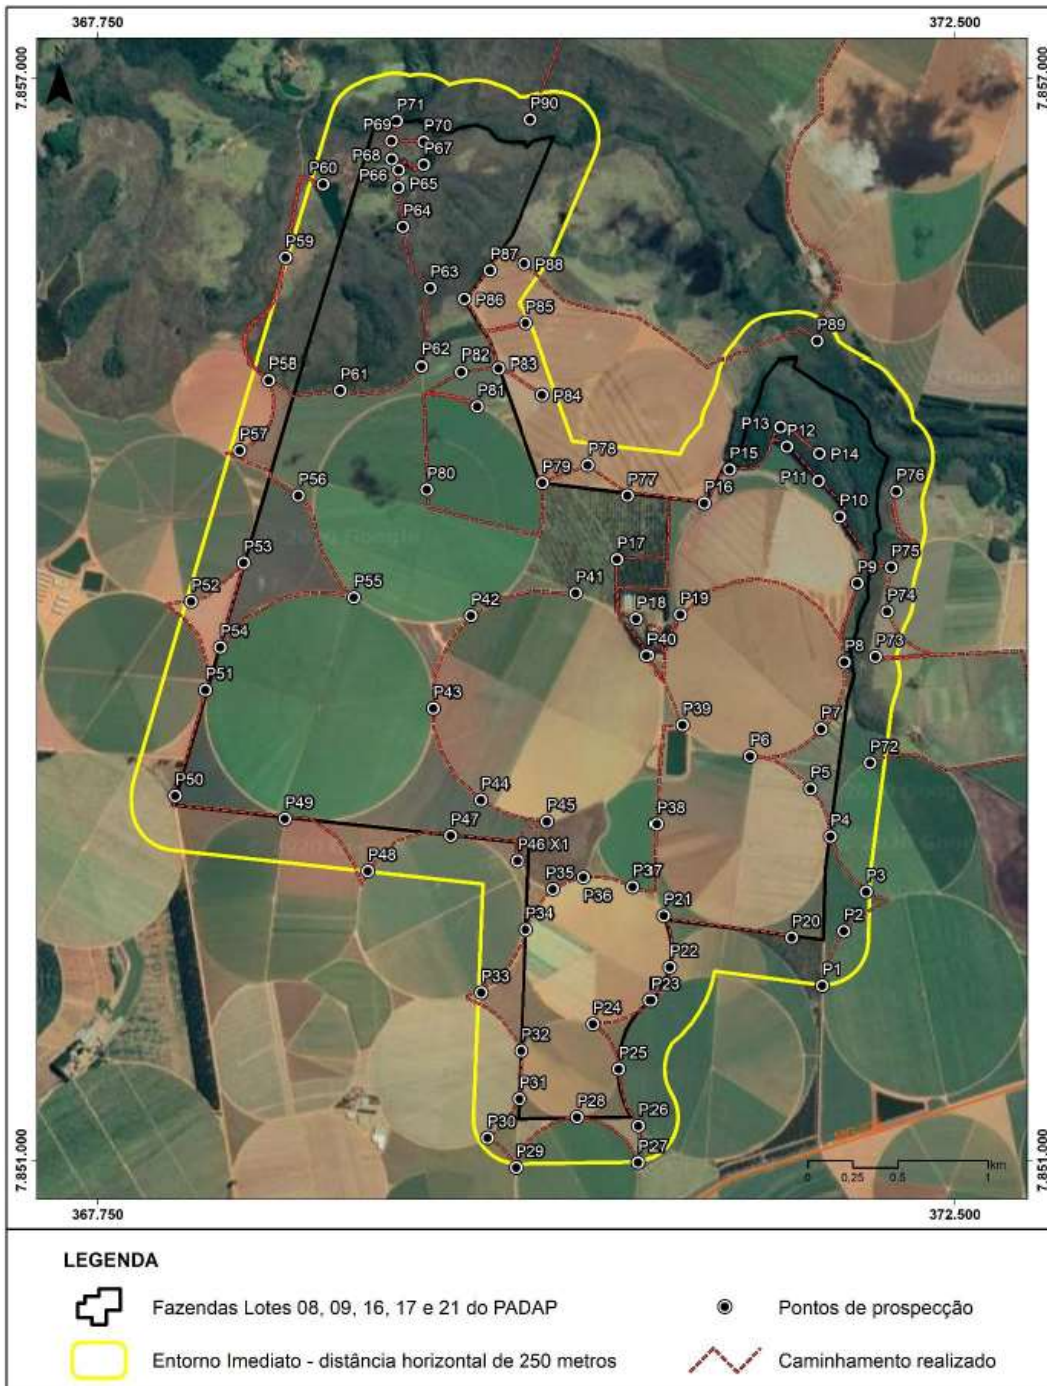 367.750
372.500
7.857.000
7.857.000
N
P71
P90
P69
P70
P68
P67
P60
P66
P65
P64
P59
P87
P88
P63
P86
P85
P89
P62
P82
P83
P58
P61
P81
P84
P13
P12
P57
P78
P15
P14
P79
P11
P80
P77
P76
P56
P16
P10
P53
P17
P75
P9
P52
P55
P41
P74
P42
P18
P19
P54
P40
P8
P73
P51
P43
P39
P7
P6
P72
P50
P44
P5
P49
P45
P38
P47
P4
P46 X1
P48
P35
P36
P37
P3
P21
P34
P20
P2
P22
P1
P33
P23
P24
P32
P25
P31
P28
P26
P30
P29
P27
7.851.000
7.851.000
km
0 0,25 0,5 1
367.750
372.500
LEGENDA
Fazendas Lotes 08, 09, 16, 17 e 21 do PADAP
Pontos de prospecção
Entorno Imediato - distância horizontal de 250 metros
Caminhamento realizado